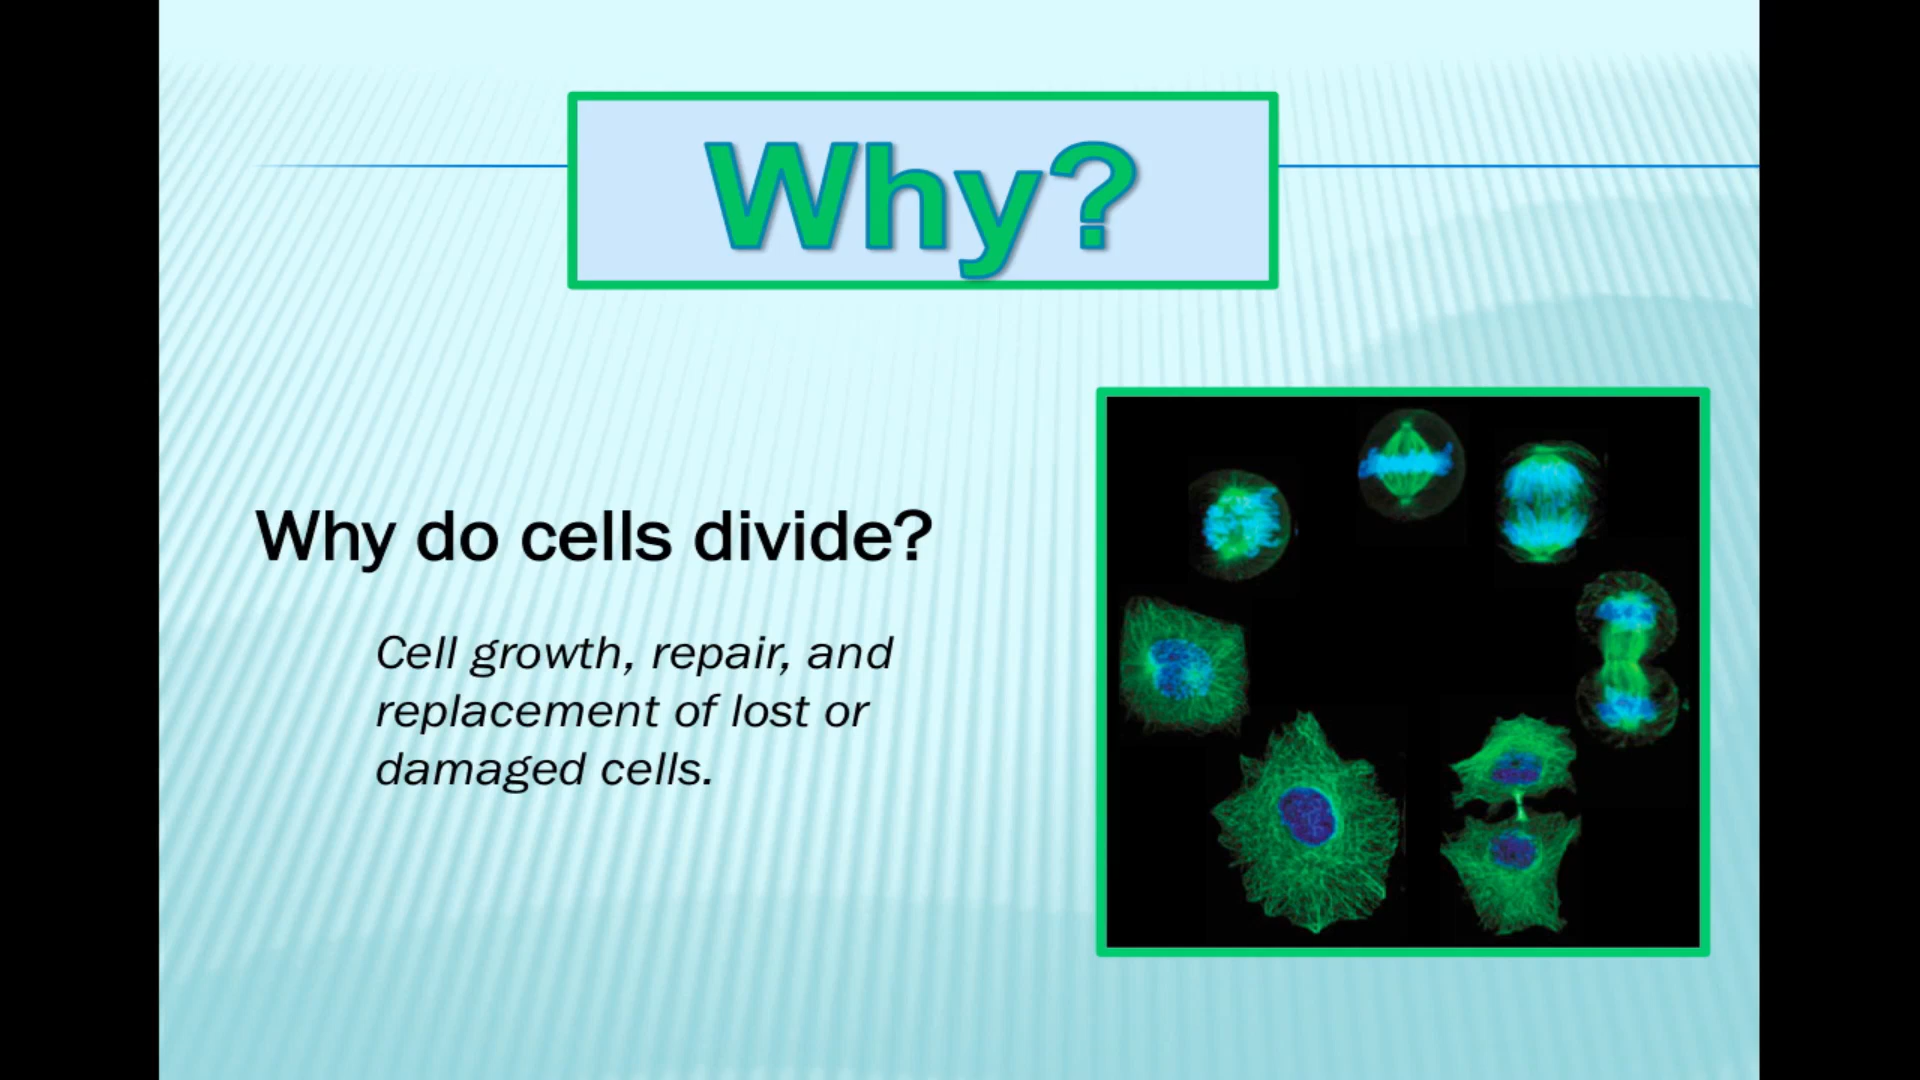 Why?
Why do cells divide?
Cell growth, repair, and
replacement of lost or
damaged cells.